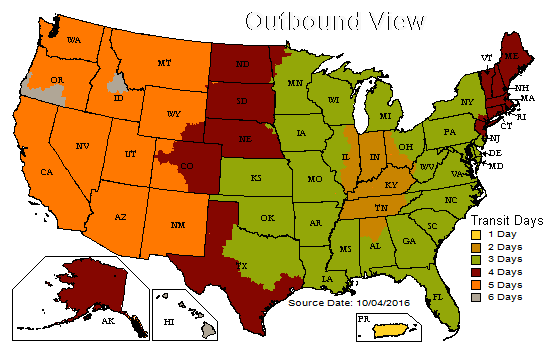 Outbound View
WA
MT
ND
ME
VT
OR
ID
MN
SD
WI
NH
MA
WY
MI
NY
RI
CT
IA
PA
NE
NV
UT
CO
IL
IN
OH
NJ
DE
MD
WV
VA
CA
KS
MO
KY
NC
TN
AZ
NM
OK
AR
SC
MS
AL
GA
TX
LA
FL
AK
HI
PR
Transit Days
1 Day
2 Days
3 Days
4 Days
5 Days
6 Days
Source Date: 10/04/2016